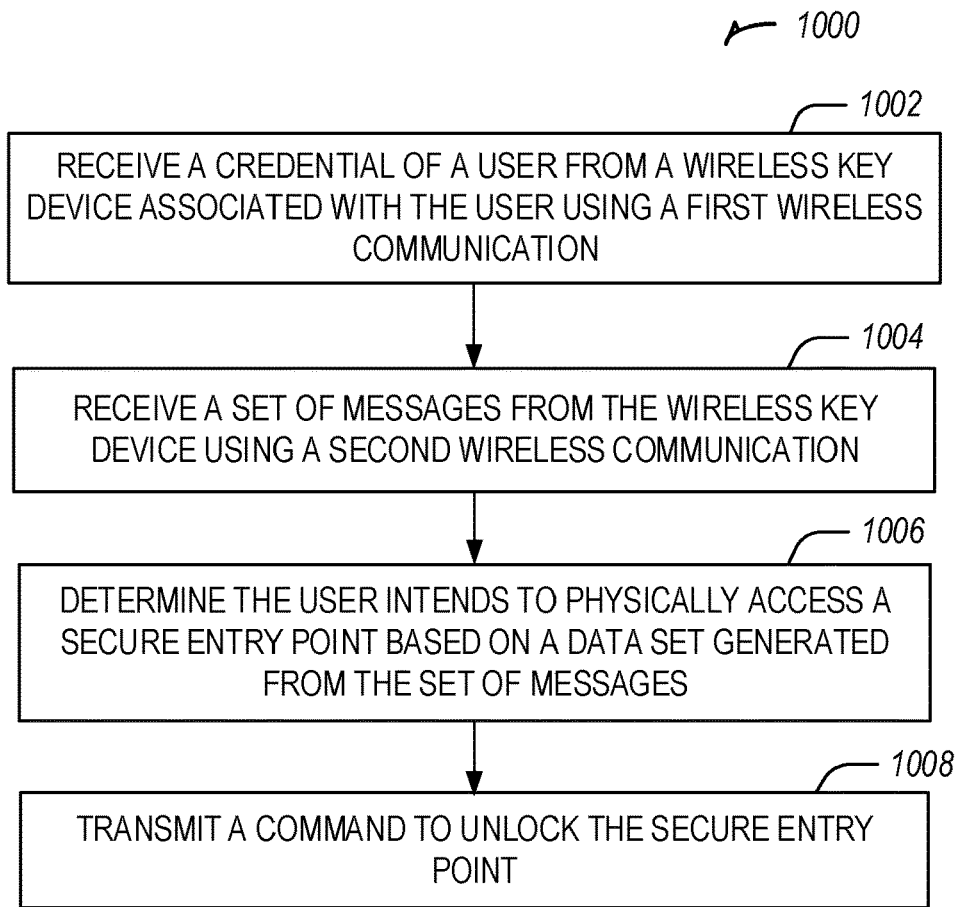 1000
1002
RECEIVE A CREDENTIAL OF A USER FROM A WIRELESS KEY
DEVICE ASSOCIATED WITH THE USER USING A FIRST WIRELESS
COMMUNICATION
1004
RECEIVE A SET OF MESSAGES FROM THE WIRELESS KEY
DEVICE USING A SECOND WIRELESS COMMUNICATION
1006
DETERMINE THE USER INTENDS TO PHYSICALLY ACCESS A
SECURE ENTRY POINT BASED ON A DATA SET GENERATED
FROM THE SET OF MESSAGES
1008
TRANSMIT A COMMAND TO UNLOCK THE SECURE ENTRY
POINT